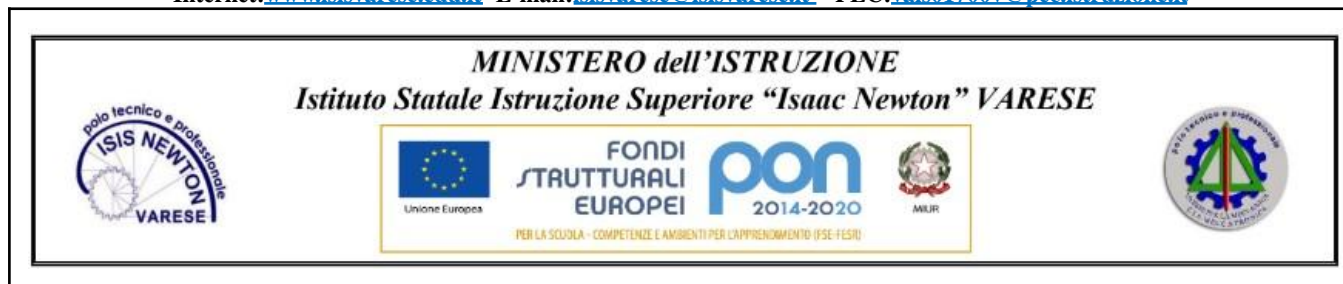 MINISTERO dell'ISTRUZIONE
Istituto Statale Istruzione Superiore “Isaac Newton” VARESE
polo tecnico e professionale
ISIS NEWTON
VARESE
Unione Europea
FONDI
STRUTTURALI
EUROPEI
pon
2014-2020
MIUR
PER LA SCUOLA - COMPETENZE E AMBIENTI PER L'APPRENDIMENTO (FSE-FESR)
polo tecnico e professionale